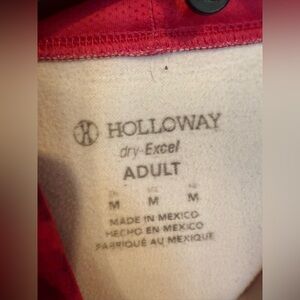 HOLLOWAY
dry-Excel
ADULT
M M M
MADE IN MEXICO
HECHO EN MEXICO
FABRIQUÉ AU MEXIQUE